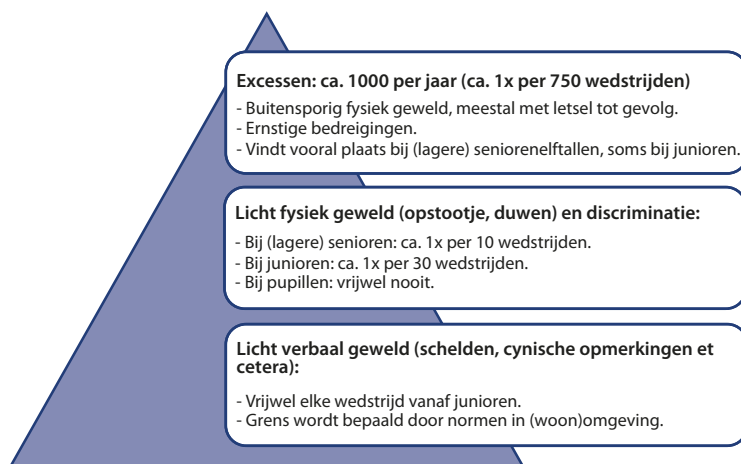 Excessen: ca. 1000 per jaar (ca. 1x per 750 wedstrijden)
- Buitensporig fysiek geweld, meestal met letsel tot gevolg.
- Ernstige bedreigingen.
- Vindt vooral plaats bij (lagere) seniorenelftallen, soms bij junioren.
Licht fysiek geweld (opstootje, duwen) en discriminatie:
- Bij (lagere) senioren: ca. 1x per 10 wedstrijden.
- Bij junioren: ca. 1x per 30 wedstrijden.
- Bij pupillen: vrijwel nooit.
Licht verbaal geweld (schelden, cynische opmerkingen et
cetera):
- Vrijwel elke wedstrijd vanaf junioren.
- Grens wordt bepaald door normen in (woon)omgeving.